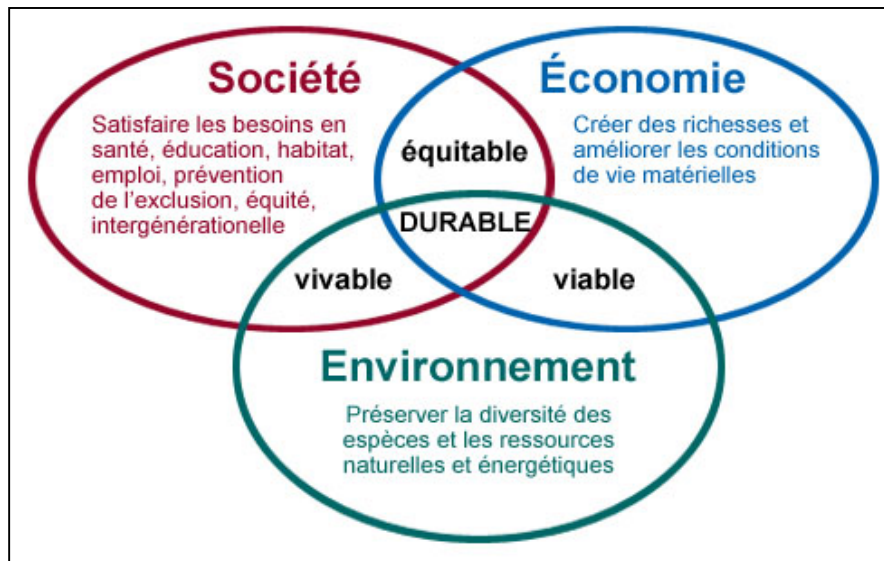 Société
Satisfaire les besoins en
santé, éducation, habitat,
emploi, prévention
de l'exclusion, équité,
intergénérationelle
Économie
Créer des richesses et
améliorer les conditions
de vie matérielles
équitable
DURABLE
vivable
viable
Environnement
Préserver la diversité des
espèces et les ressources
naturelles et énergétiques